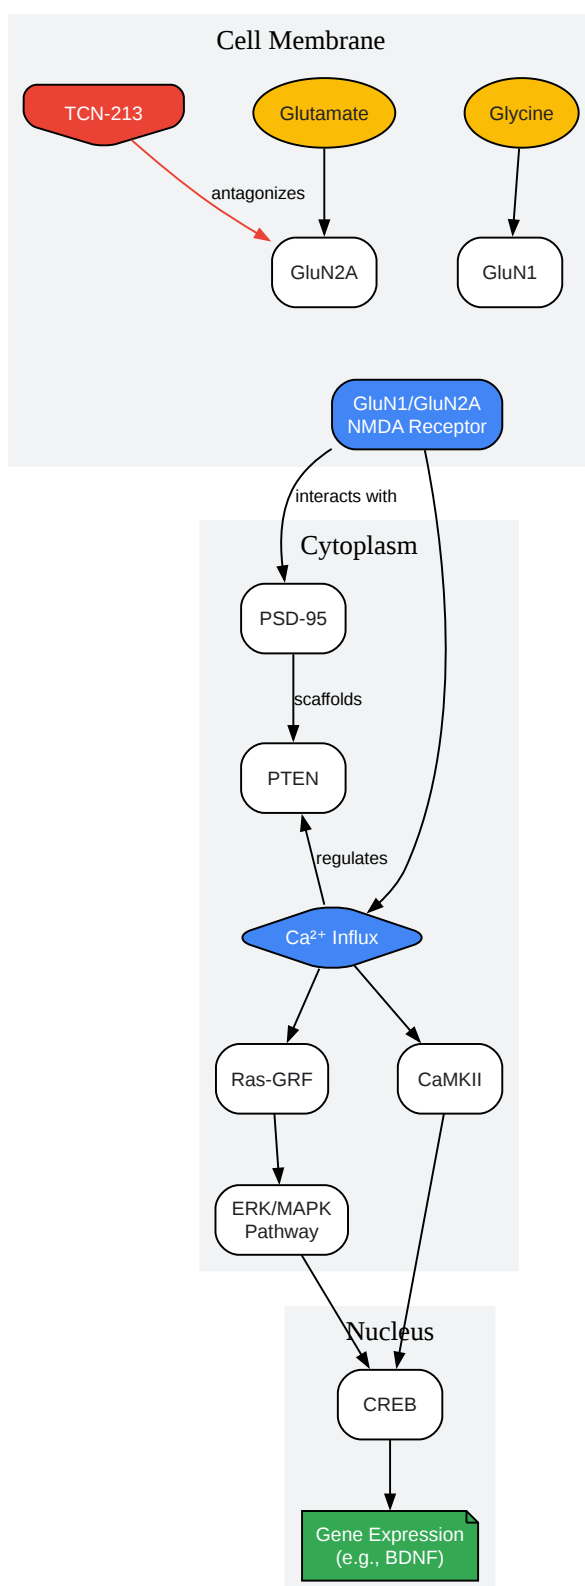 Cell Membrane
TCN-213
Glutamate
Glycine
antagonizes
GluN2A
GluN1
GluN1/GluN2A
NMDA Receptor
interacts with
Cytoplasm
PSD-95
scaffolds
PTEN
regulates
Ca²⁺ Influx
Ras-GRF
CaMKII
ERK/MAPK
Pathway
Nucleus
CREB
Gene Expression
(e.g., BDNF)